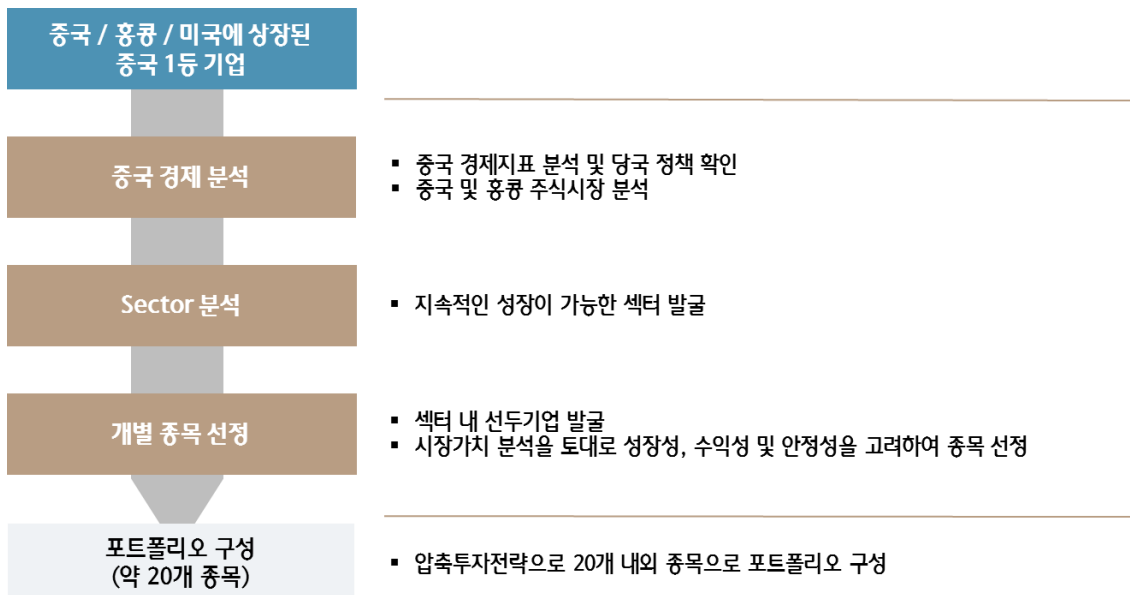 중국 / 홍콩 / 미국에 상장된
중국 1등 기업
중국 경제 분석
▪ 중국 경제지표 분석 및 당국 정책 확인
▪ 중국 및 홍콩 주식시장 분석
Sector 분석
▪ 지속적인 성장이 가능한 섹터 발굴
개별 종목 선정
▪ 섹터 내 선두기업 발굴
▪ 시장가치 분석을 토대로 성장성, 수익성 및 안정성을 고려하여 종목 선정
포트폴리오 구성
(약 20개 종목)
▪ 압축투자전략으로 20개 내외 종목으로 포트폴리오 구성